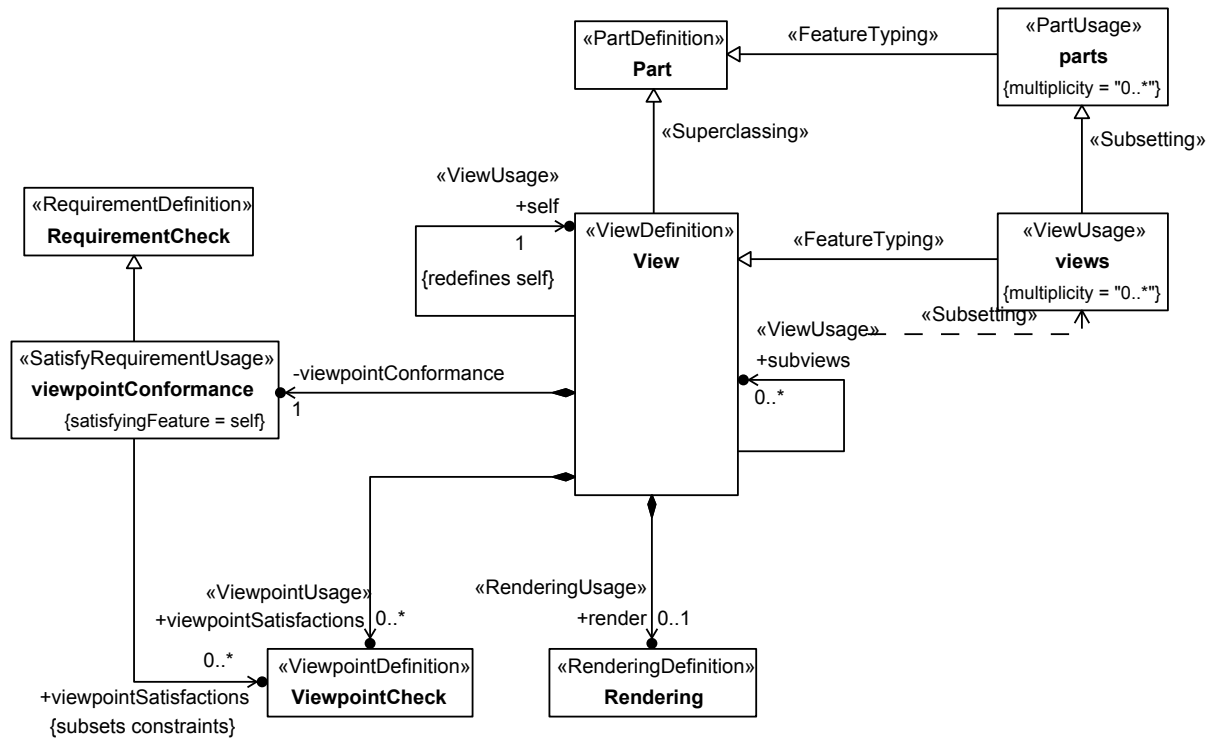 «PartDefinition»
Part
«FeatureTyping»
«PartUsage»
parts
{multiplicity = "0..*"}
«Superclassing»
«Subsetting»
«ViewUsage»
+self
1
{redefines self}
«RequirementDefinition»
RequirementCheck
«ViewDefinition»
View
«FeatureTyping»
«ViewUsage»
views
{multiplicity = "0..*"}
«Subsetting»
«ViewUsage»
+subviews
0..*
«SatisfyRequirementUsage»
viewpointConformance
{satisfyingFeature = self}
-viewpointConformance
1
«ViewpointUsage»
+viewpointSatisfactions
0..*
«RenderingUsage»
+render
0..1
0..*
+viewpointSatisfactions
{subsets constraints}
«ViewpointDefinition»
ViewpointCheck
«RenderingDefinition»
Rendering